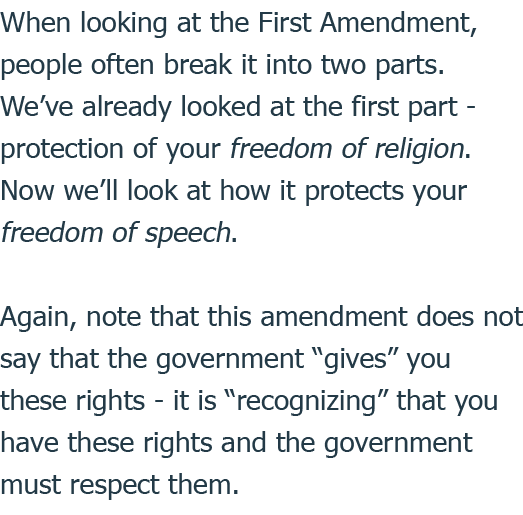 When looking at the First Amendment,
people often break it into two parts.
We’ve already looked at the first part -
protection of your freedom of religion.
Now we’ll look at how it protects your
freedom of speech.
Again, note that this amendment does not
say that the government “gives” you
these rights - it is “recognizing” that you
have these rights and the government
must respect them.